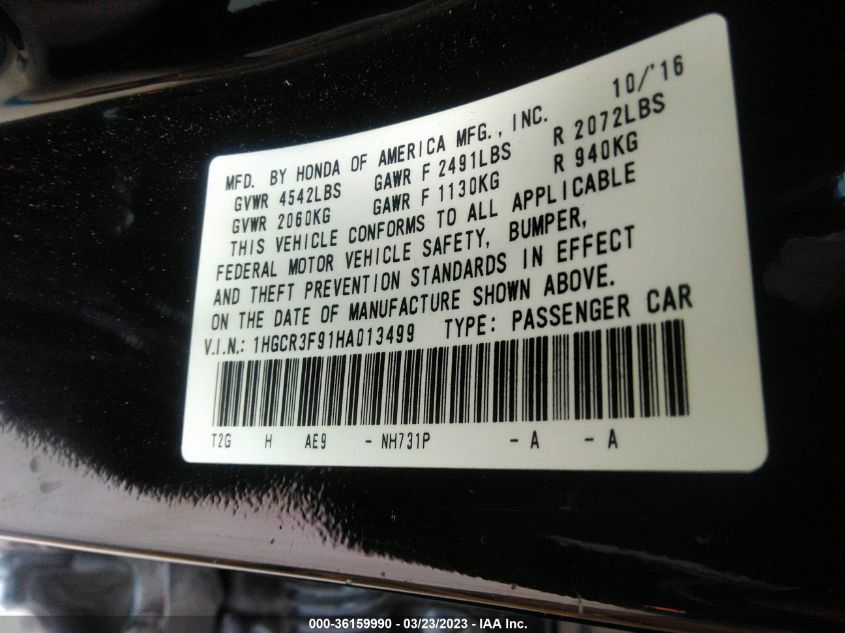 10/'16
MFD. BY HONDA OF AMERICA MFG., INC.
GVWR 4542LBS GAWR F 2491LBS R 2072LBS
GVWR 2060KG GAWR F 1130KG R 940KG
THIS VEHICLE CONFORMS TO ALL APPLICABLE
FEDERAL MOTOR VEHICLE SAFETY, BUMPER,
AND THEFT PREVENTION STANDARDS IN EFFECT
ON THE DATE OF MANUFACTURE SHOWN ABOVE.
V.I.N.: 1HGCR3F91HA013499 TYPE: PASSENGER CAR
T2G H AE9 - NH731P - A - A
000-36159990 - 03/23/2023 - IAA Inc.